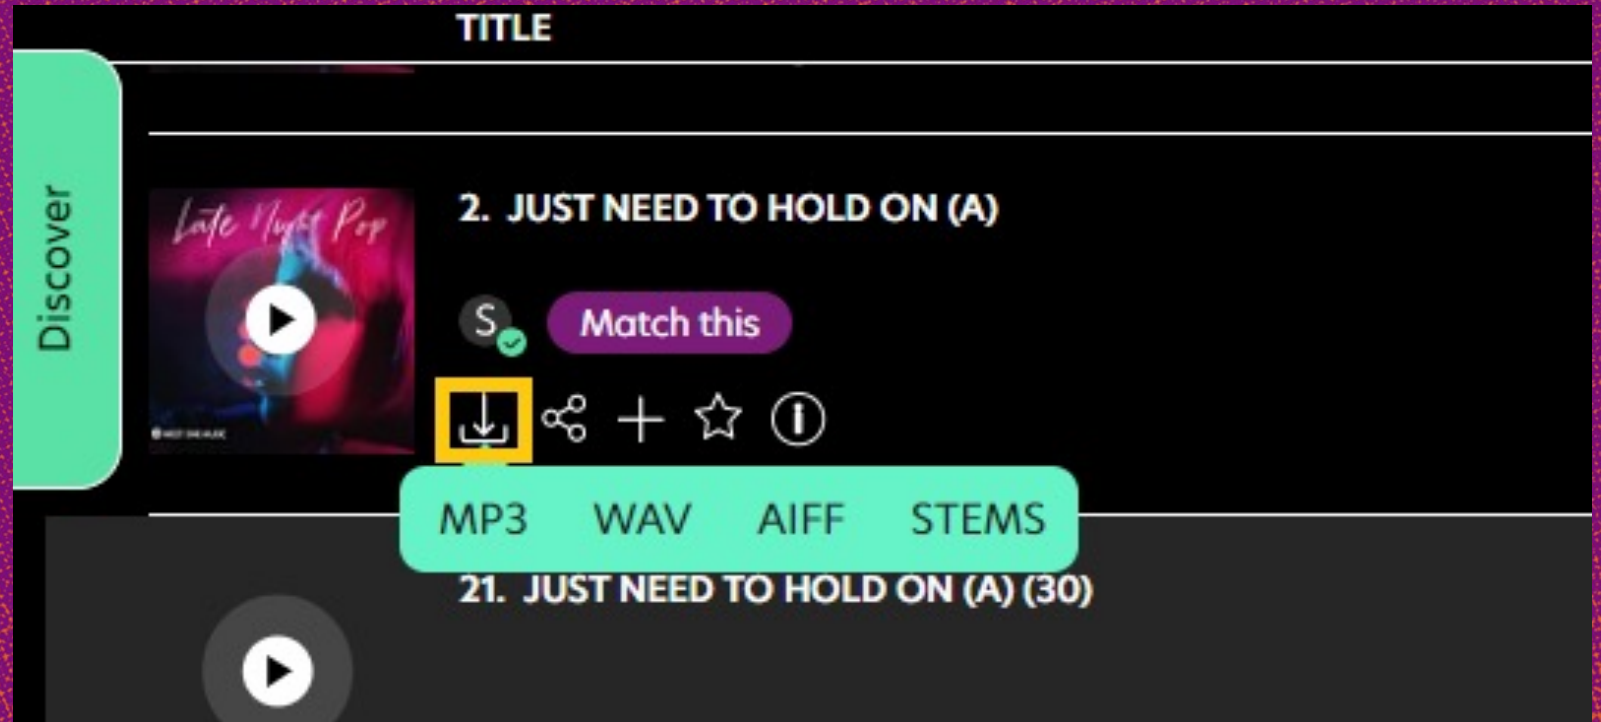 TITLE
Discover
Late Night Pop
2. JUST NEED TO HOLD ON (A)
S
Match this
MP3 WAV AIFF STEMS
21. JUST NEED TO HOLD ON (A) (30)